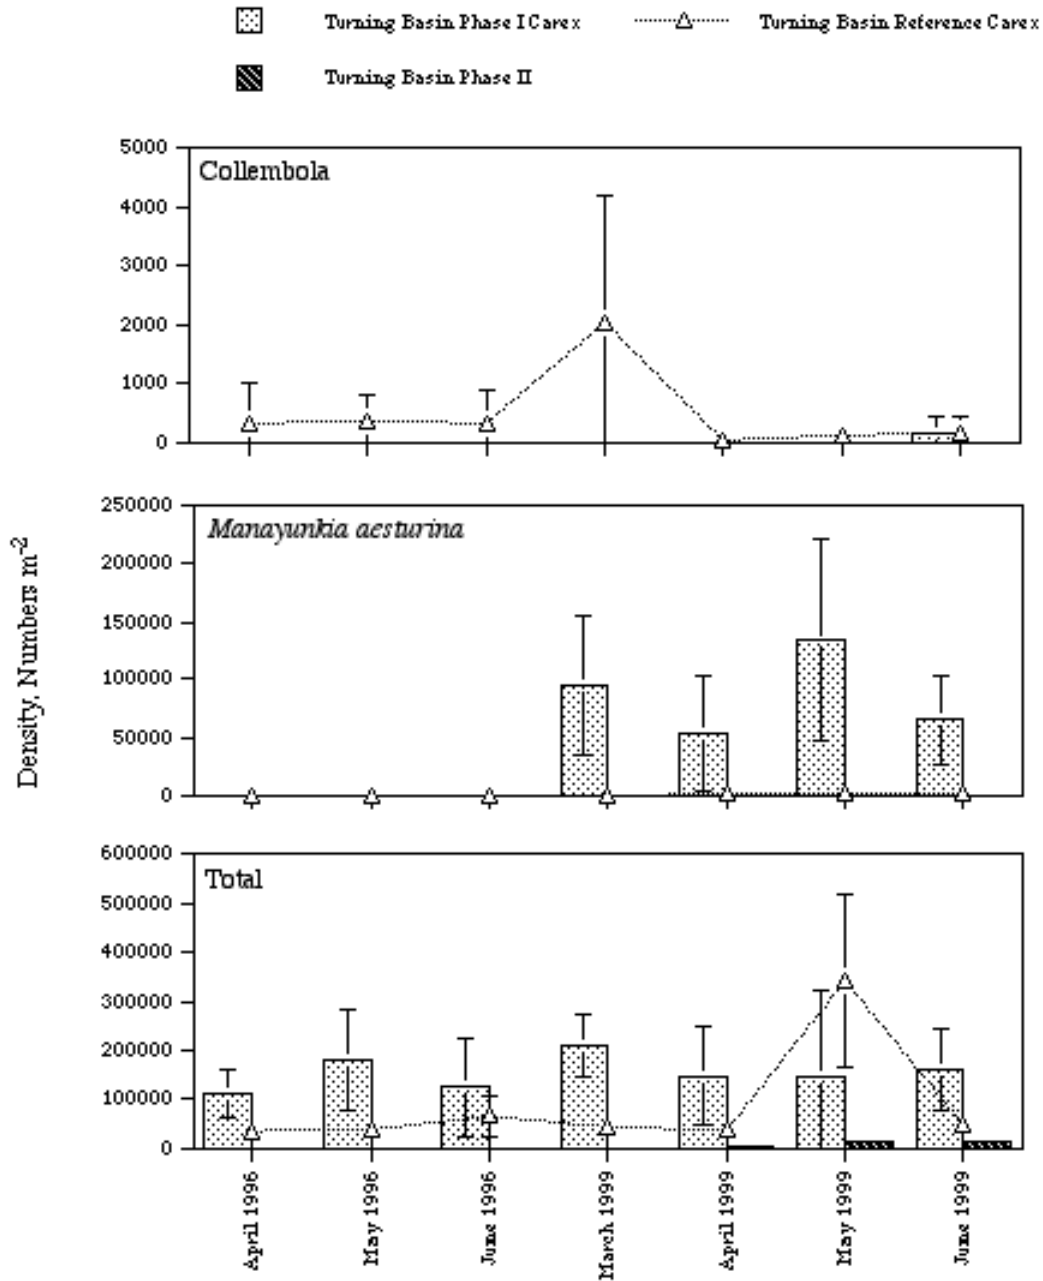 Turning Basin Phase I Carex
Turning Basin Reference Carex
Turning Basin Phase II
Density, Numbers m-2
5000
Collembola
4000
3000
2000
1000
0
250000
Manayunkia aesturina
200000
150000
100000
50000
0
600000
Total
500000
400000
300000
200000
100000
0
April 1996
May 1996
June 1996
March 1999
April 1999
May 1999
June 1999